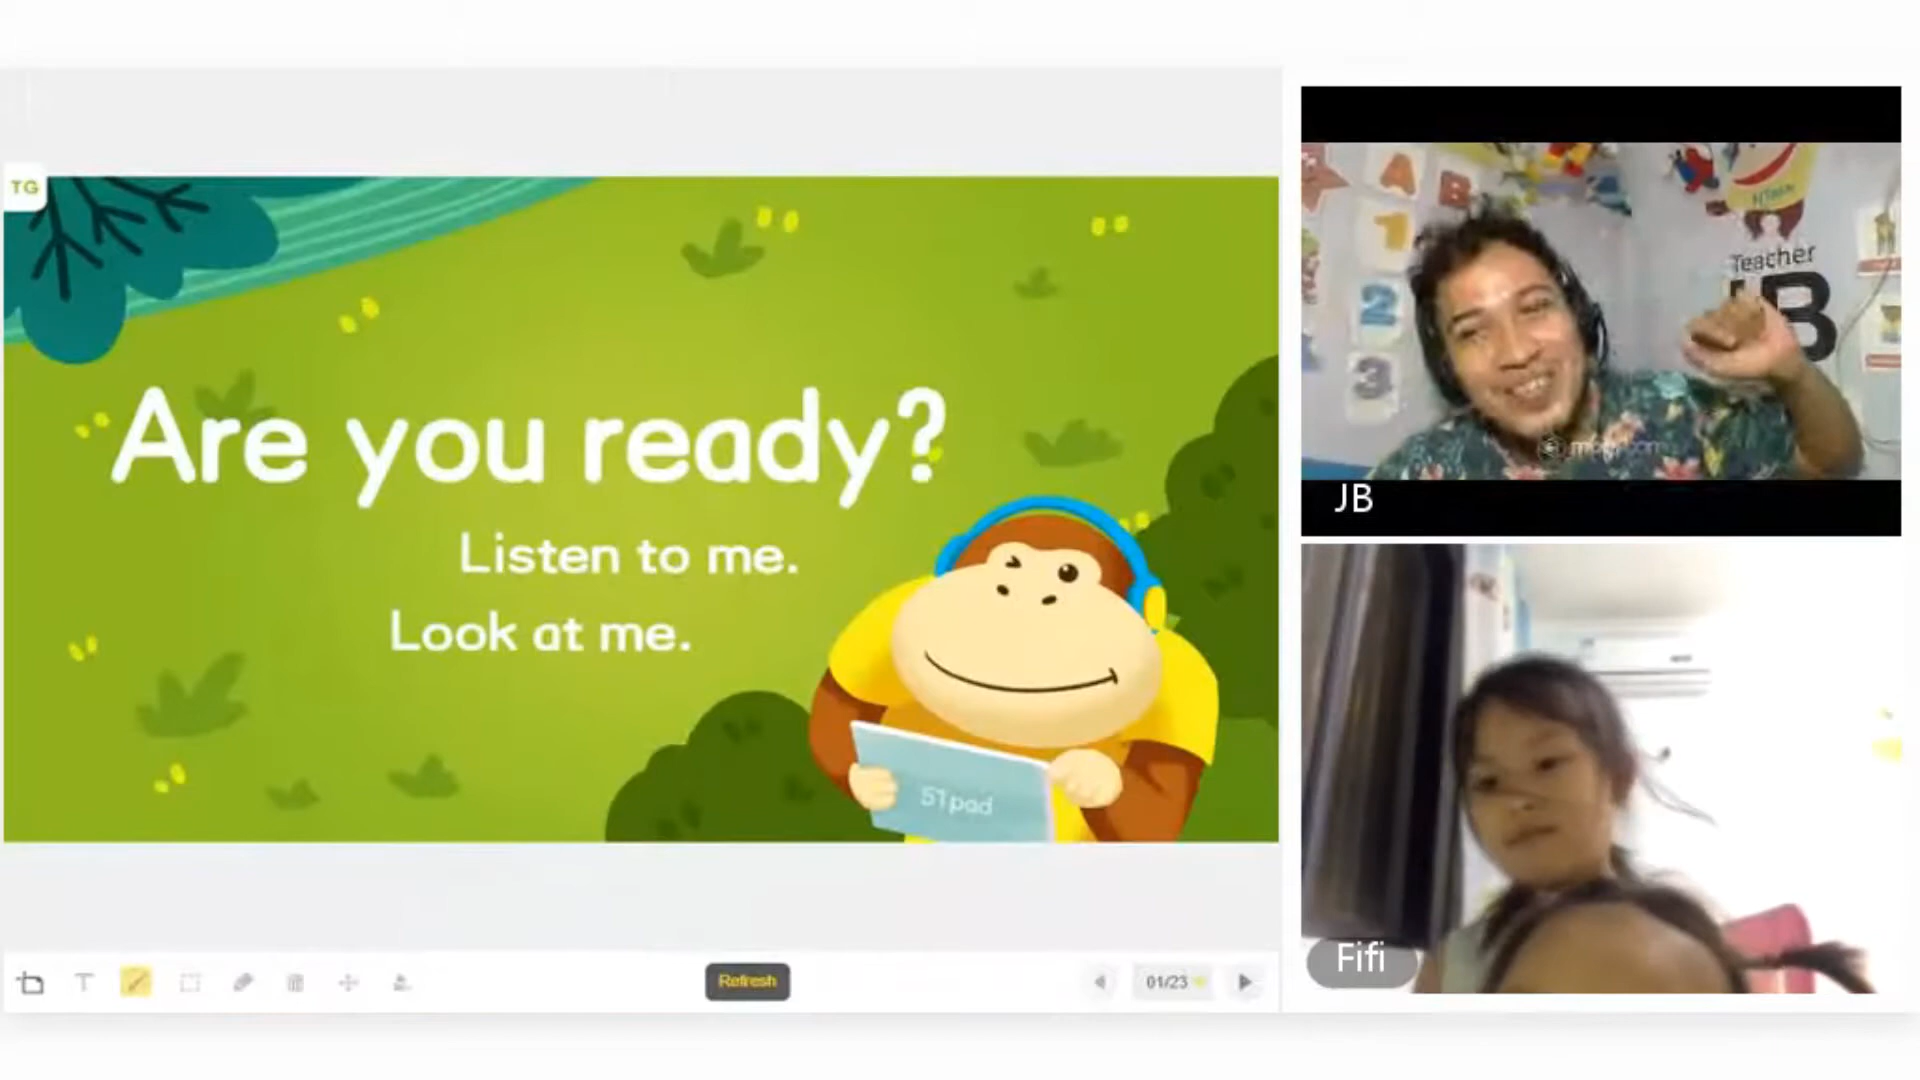 TG
Are you ready?
Listen to me.
Look at me.
51pad
Refresh
01/23
A
B
1
2
3
Teacher
JB
JB
Fifi